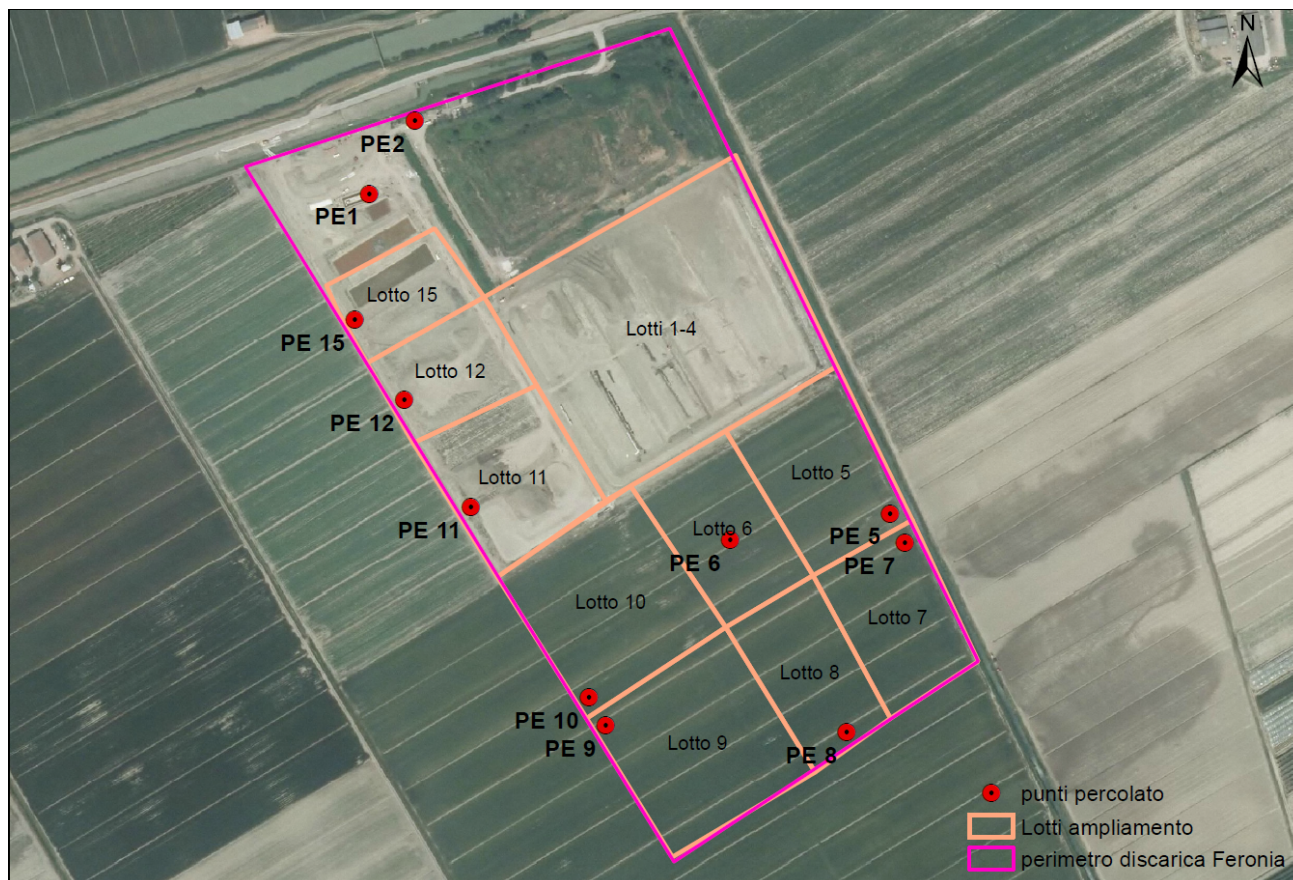 N
PE2
PE1
Lotto 15
PE 15
Lotti 1-4
Lotto 12
PE 12
Lotto 11
Lotto 5
PE 11
Lotto 6
PE 5
PE 6
PE 7
Lotto 10
Lotto 7
Lotto 8
PE 10
PE 9
Lotto 9
PE 8
punti percolato
Lotti ampliamento
perimetro discarica Feronia